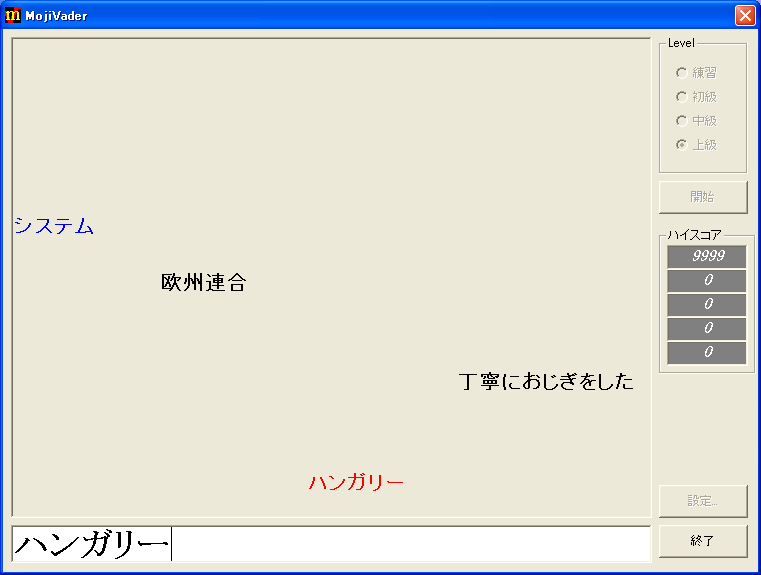 MojiVader
Level
練習
初級
中級
上級
開始
ハイスコア
9999
0
0
0
0
システム
欧州連合
丁寧におじぎをした
ハンガリー
設定...
ハンガリー
終了